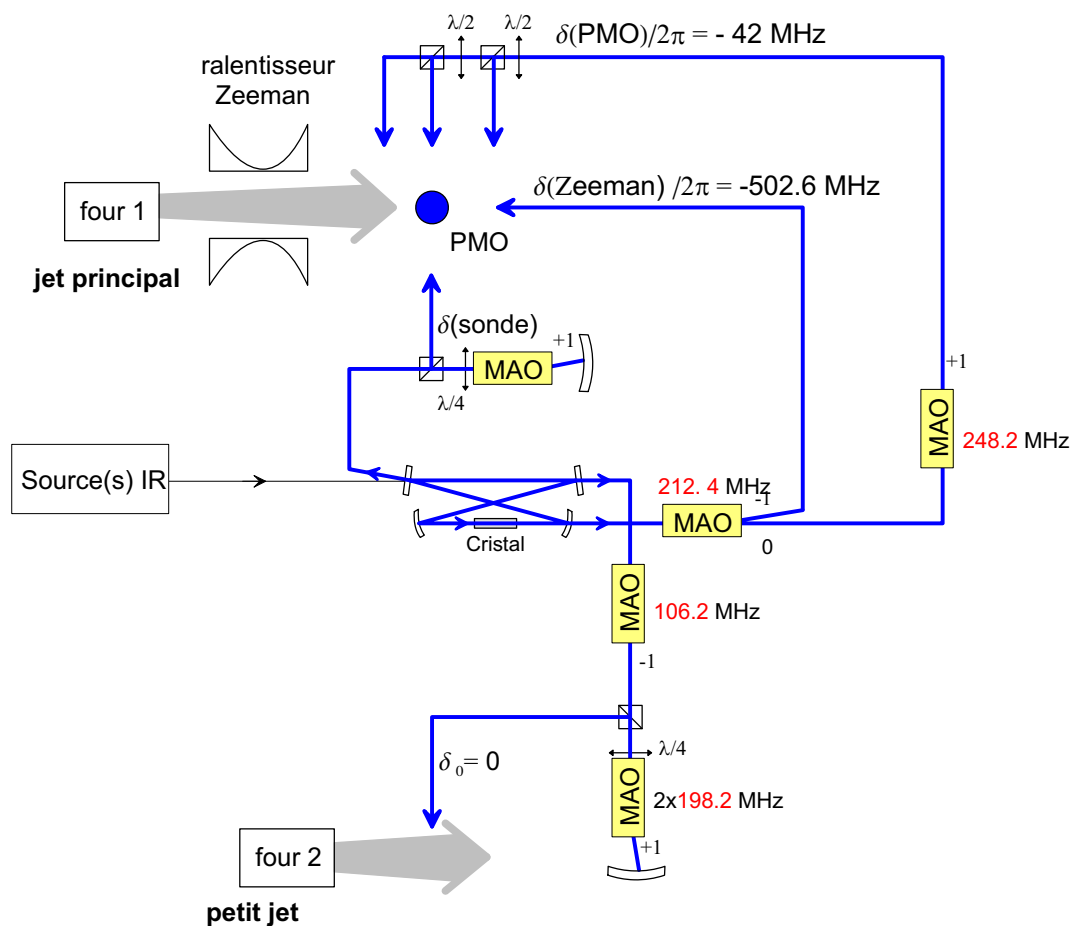 λ/2
λ/2
δ(PMO)/2π = - 42 MHz
ralentisseur
Zeeman
δ(Zeeman) /2π = -502.6 MHz
four 1
PMO
jet principal
δ(sonde)
+1
MAO
λ/4
+1
MAO
248.2 MHz
Source(s) IR
212. 4 MHz
-1
MAO
0
Cristal
MAO
106.2 MHz
-1
λ/4
δ₀= 0
MAO
2x198.2 MHz
+1
four 2
petit jet